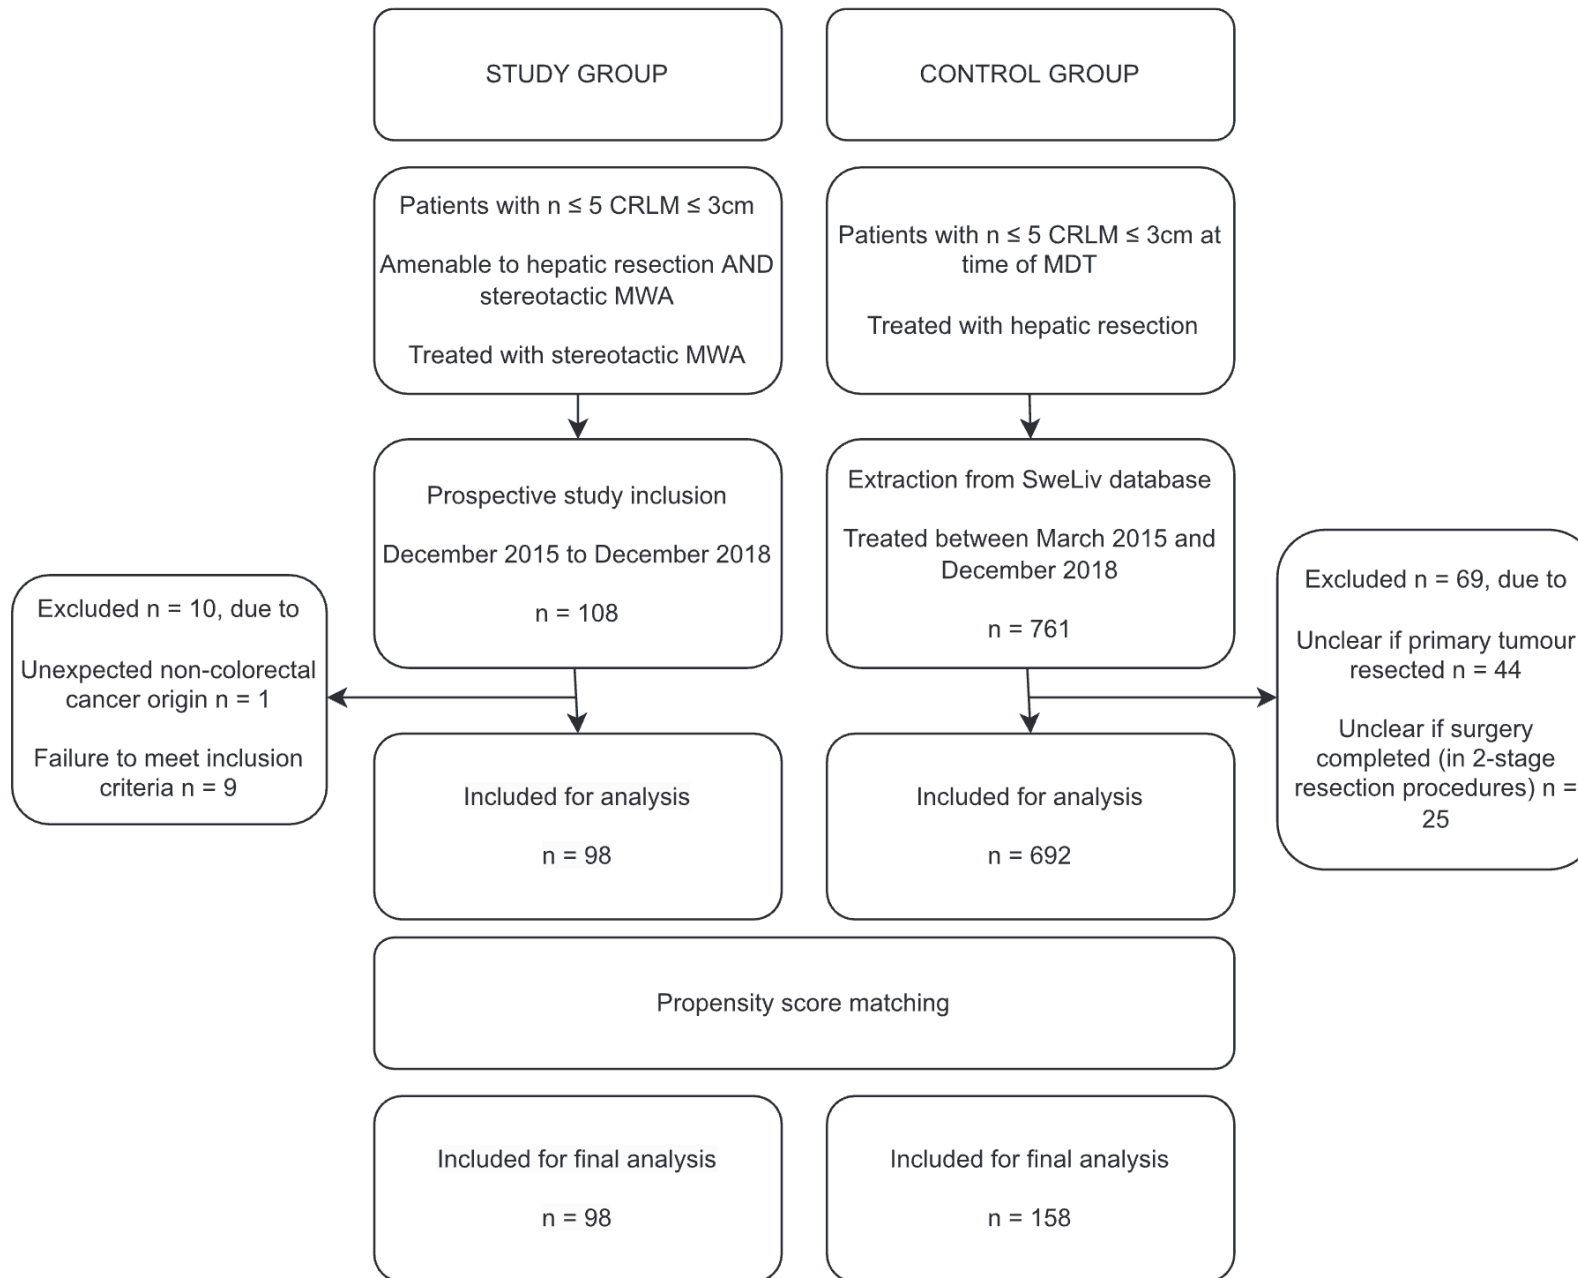 STUDY GROUP
CONTROL GROUP
Patients with n ≤ 5 CRLM ≤ 3cm
Amenable to hepatic resection AND
stereotactic MWA
Treated with stereotactic MWA
Patients with n ≤ 5 CRLM ≤ 3cm at
time of MDT
Treated with hepatic resection
Prospective study inclusion
December 2015 to December 2018
n = 108
Extraction from SweLiv database
Treated between March 2015 and
December 2018
n = 761
Excluded n = 10, due to
Unexpected non-colorectal
cancer origin n = 1
Failure to meet inclusion
criteria n = 9
Excluded n = 69, due to
Unclear if primary tumour
resected n = 44
Unclear if surgery
completed (in 2-stage
resection procedures) n =
25
Included for analysis
n = 98
Included for analysis
n = 692
Propensity score matching
Included for final analysis
n = 98
Included for final analysis
n = 158